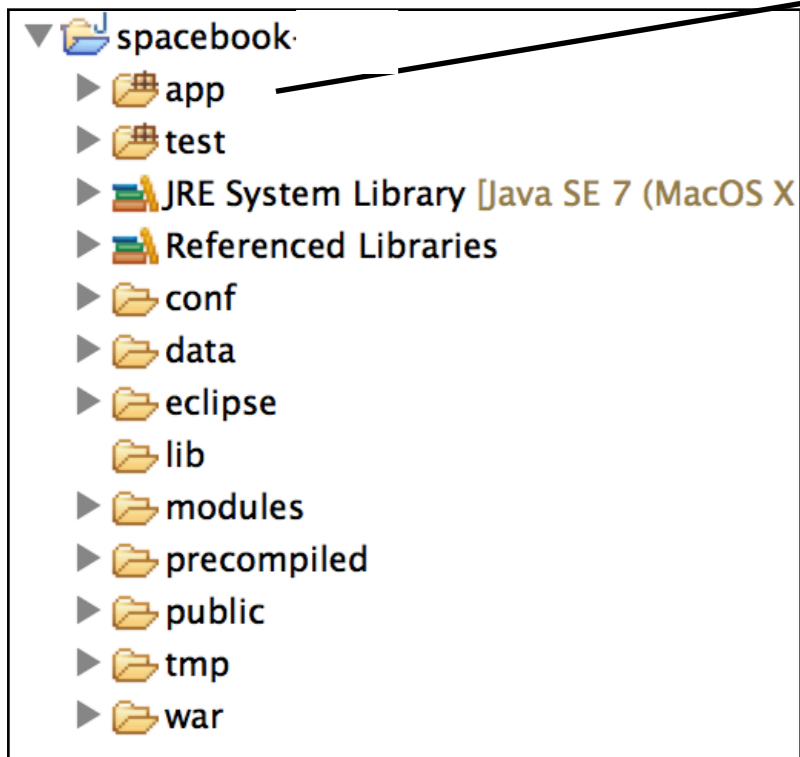 spacebook
app
test
JRE System Library [Java SE 7 (MacOS X
Referenced Libraries
conf
data
eclipse
lib
modules
precompiled
public
tmp
war